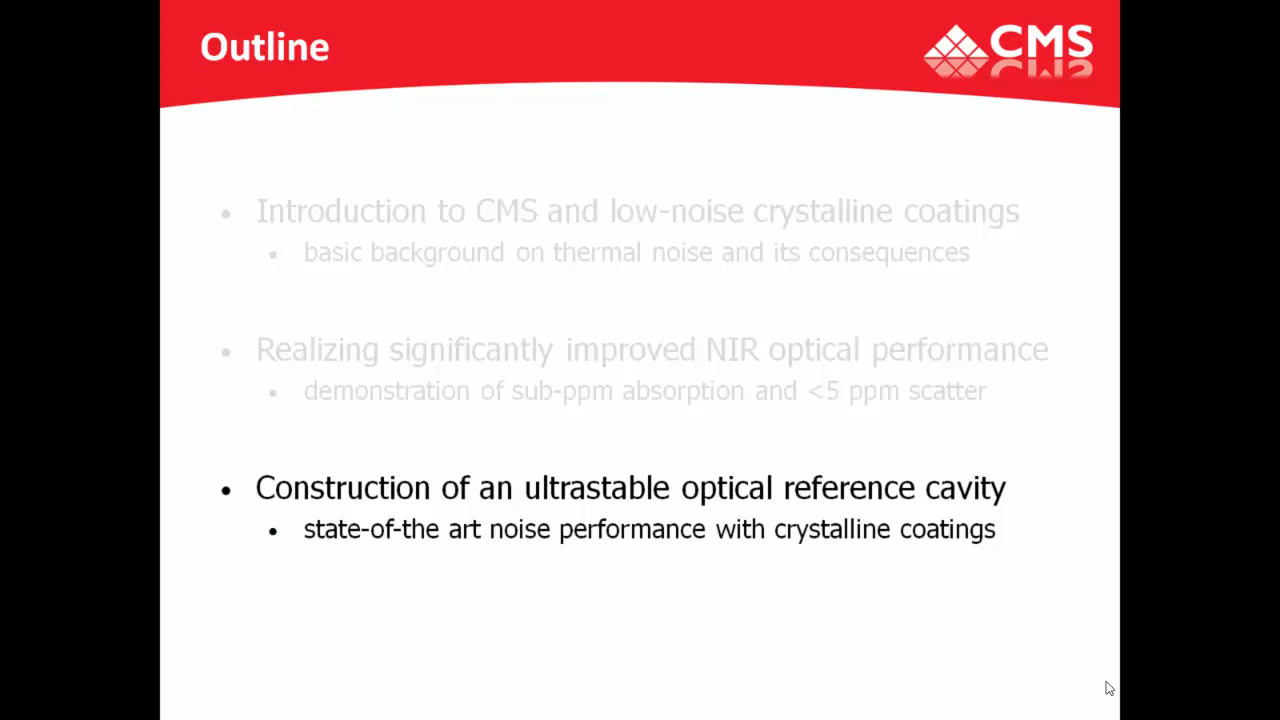 Outline
CMS
• Introduction to CMS and low-noise crystalline coatings
• basic background on thermal noise and its consequences
• Realizing significantly improved NIR optical performance
• demonstration of sub-ppm absorption and <5 ppm scatter
• Construction of an ultrastable optical reference cavity
• state-of-the art noise performance with crystalline coatings